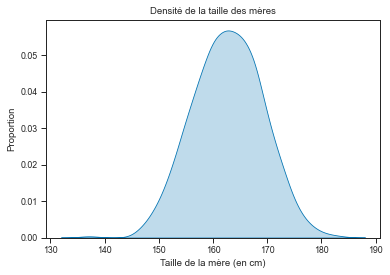 Densité de la taille des mères
Proportion
0.05
0.04
0.03
0.02
0.01
0.00
130 140 150 160 170 180 190
Taille de la mère (en cm)